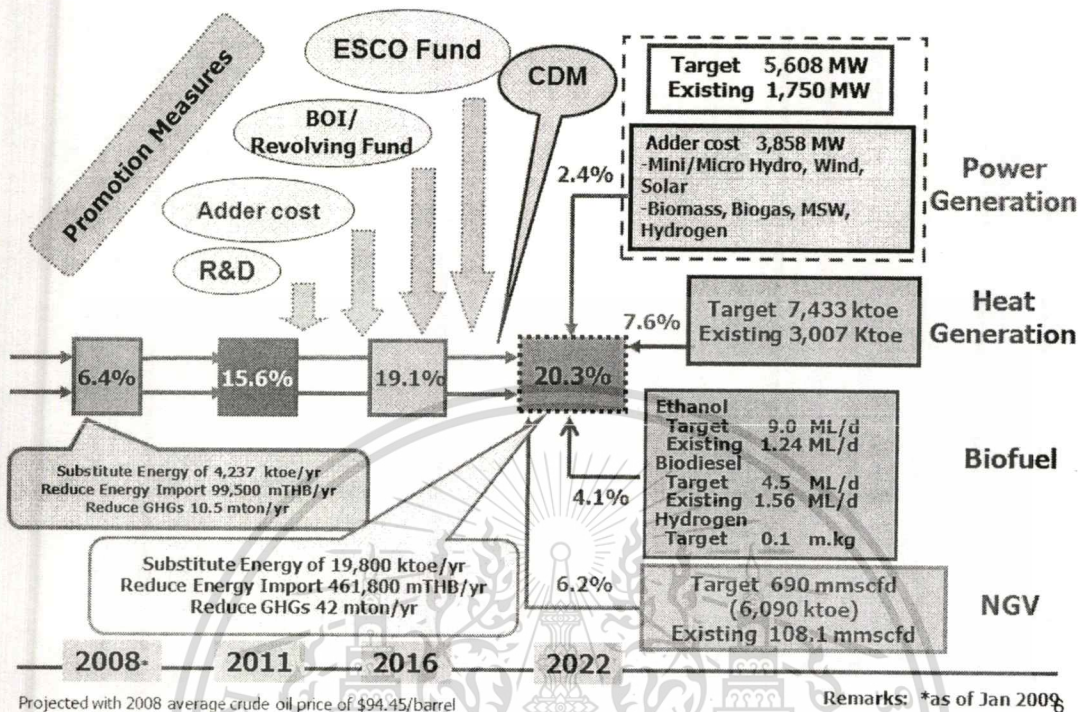 Promotion Measures
ESCO Fund
CDM
BOI/
Revolving Fund
Adder cost
R&D
Target 5,608 MW
Existing 1,750 MW
Adder cost 3,858 MW
-Mini/Micro Hydro, Wind,
Solar
-Biomass, Biogas, MSW,
Hydrogen
2.4%
Power
Generation
Target 7,433 ktoe
Existing 3,007 Ktoe
7.6%
Heat
Generation
6.4%
15.6%
19.1%
20.3%
Ethanol
Target 9.0 ML/d
Existing 1.24 ML/d
Biodiesel
Target 4.5 ML/d
Existing 1.56 ML/d
Hydrogen
Target 0.1 m.kg
4.1%
Biofuel
Substitute Energy of 4,237 ktoe/yr
Reduce Energy Import 99,500 mTHB/yr
Reduce GHGs 10.5 mton/yr
Substitute Energy of 19,800 ktoe/yr
Reduce Energy Import 461,800 mTHB/yr
Reduce GHGs 42 mton/yr
6.2%
Target 690 mmscfd
(6,090 ktoe)
Existing 108.1 mmscfd
NGV
2008*
2011
2016
2022
Projected with 2008 average crude oil price of $94.45/barrel
Remarks: *as of Jan 2009